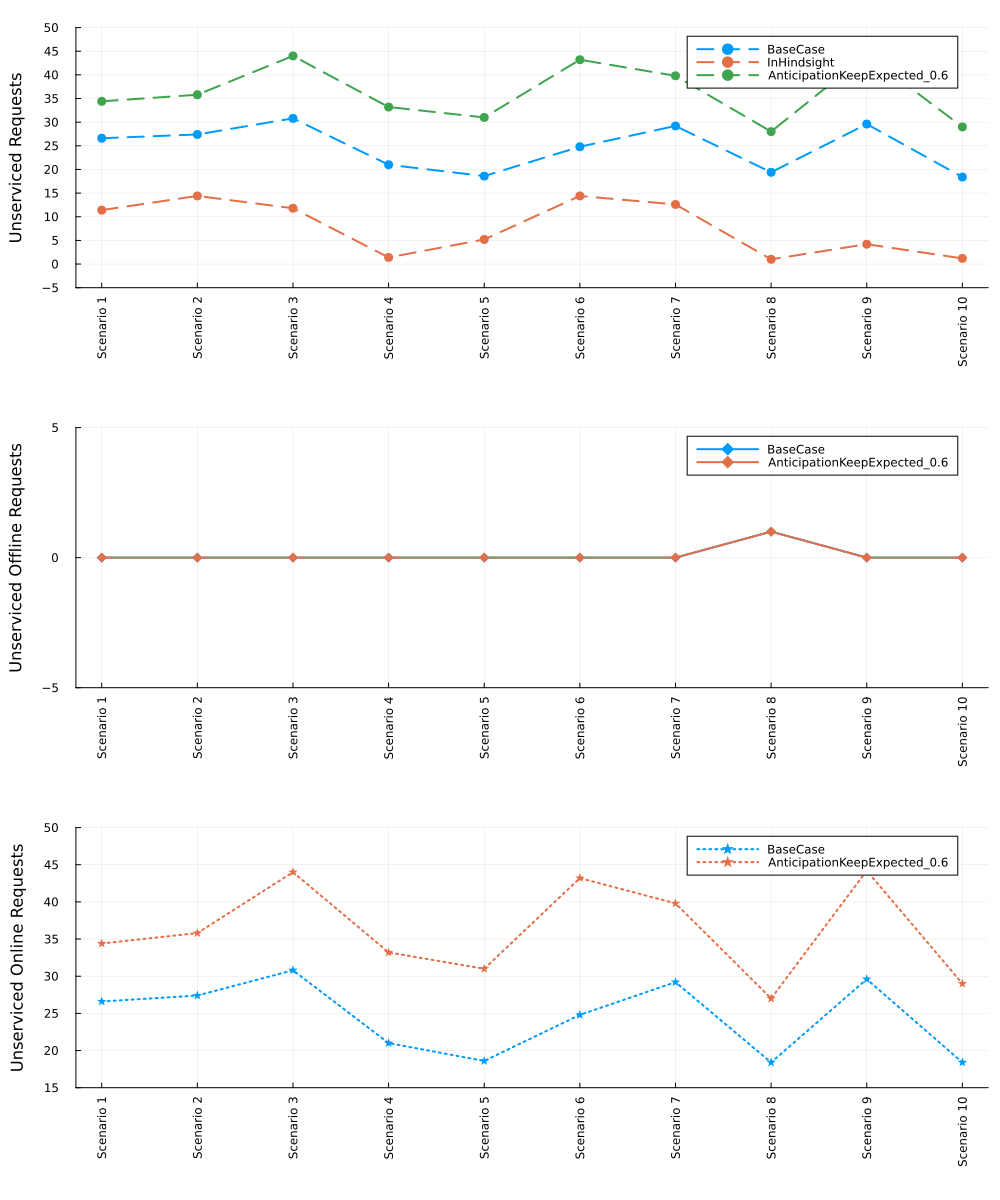 Unserviced Requests
50
45
40
35
30
25
20
15
10
5
0
−5
BaseCase
InHindsight
AnticipationKeepExpected_0.6
Scenario 1
Scenario 2
Scenario 3
Scenario 4
Scenario 5
Scenario 6
Scenario 7
Scenario 8
Scenario 9
Scenario 10
Unserviced Offline Requests
5
0
−5
BaseCase
AnticipationKeepExpected_0.6
Scenario 1
Scenario 2
Scenario 3
Scenario 4
Scenario 5
Scenario 6
Scenario 7
Scenario 8
Scenario 9
Scenario 10
Unserviced Online Requests
50
45
40
35
30
25
20
15
BaseCase
AnticipationKeepExpected_0.6
Scenario 1
Scenario 2
Scenario 3
Scenario 4
Scenario 5
Scenario 6
Scenario 7
Scenario 8
Scenario 9
Scenario 10